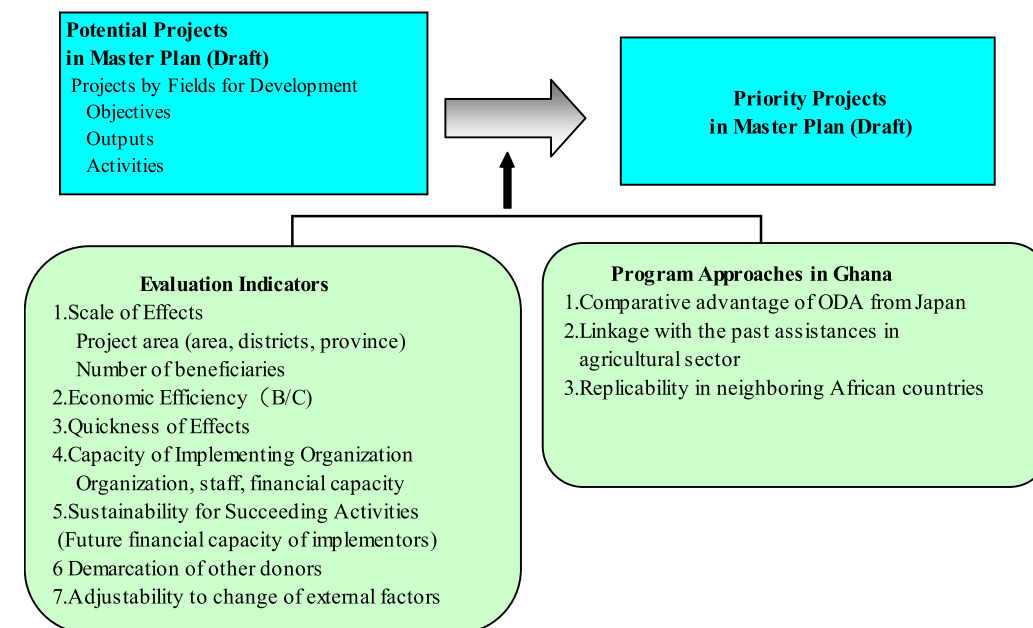 Potential Projects
in Master Plan (Draft)
Projects by Fields for Development
Objectives
Outputs
Activities
Priority Projects
in Master Plan (Draft)
Evaluation Indicators
1.Scale of Effects
Project area (area, districts, province)
Number of beneficiaries
2.Economic Efficiency（B/C)
3.Quickness of Effects
4.Capacity of Implementing Organization
Organization, staff, financial capacity
5.Sustainability for Succeeding Activities
(Future financial capacity of implementors)
6 Demarcation of other donors
7.Adjustability to change of external factors
Program Approaches in Ghana
1.Comparative advantage of ODA from Japan
2.Linkage with the past assistances in
agricultural sector
3.Replicability in neighboring African countries